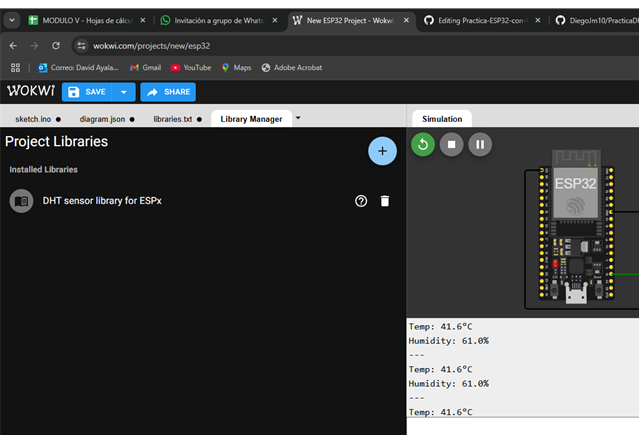 MODULO V - Hojas de cálcu
Invitación a grupo de Whats
New ESP32 Project - Wokwi
Editing Practica-ESP32-con-
DiegoJm10/PracticaD
wokwi.com/projects/new/esp32
Correo: David Ayala...
Gmail
YouTube
Maps
Adobe Acrobat
WOKWI
SAVE
SHARE
sketch.ino
diagram.json
libraries.txt
Library Manager
Simulation
Project Libraries
Installed Libraries
DHT sensor library for ESPx
ESP32
Temp: 41.6°C
Humidity: 61.0%
---
Temp: 41.6°C
Humidity: 61.0%
---
Temp: 41.6°C